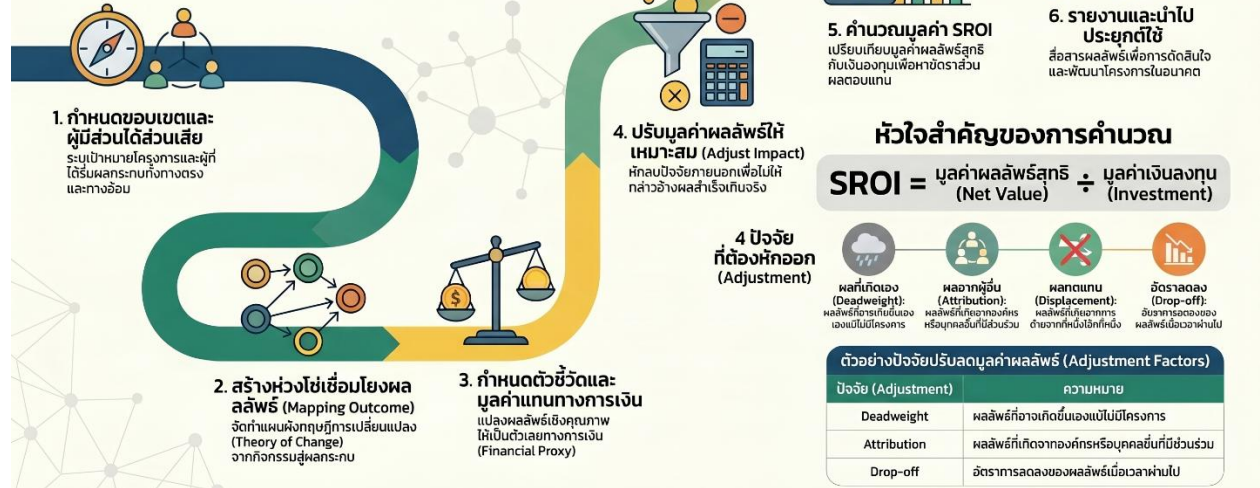 1. กำหนดขอบเขตและ
ผู้มีส่วนได้ส่วนเสีย
ระบุเป้าหมายโครงการและผู้ที่
ได้รับผลกระทบทั้งทางตรง
และทางอ้อม
2. สร้างห่วงโซ่เชื่อมโยงผล
ลลัพธ์ (Mapping Outcome)
จัดทำแผนผังทฤษฎีการเปลี่ยนแปลง
(Theory of Change)
จากกิจกรรมสู่ผลกระทบ
3. กำหนดตัวชี้วัดและ
มูลค่าแทนทางการเงิน
แปลงผลลัพธ์เชิงคุณภาพ
ให้เป็นตัวเลขทางการเงิน
(Financial Proxy)
4. ปรับมูลค่าผลลัพธ์ให้
เหมาะสม (Adjust Impact)
หักลบปัจจัยภายนอกเพื่อไม่ให้
กล่าวอ้างผลสำเร็จเกินจริง
5. คำนวณมูลค่า SROI
เปรียบเทียบมูลค่าผลลัพธ์สุทธิ
กับเงินลงทุนเพื่อหาอัตราส่วน
ผลตอบแทน
6. รายงานและนำไป
ประยุกต์ใช้
สื่อสารผลลัพธ์เพื่อการตัดสินใจ
และพัฒนาโครงการในอนาคต
หัวใจสำคัญของการคำนวณ
SROI = มูลค่าผลลัพธ์สุทธิ (Net Value) ÷ มูลค่าเงินลงทุน (Investment)
4 ปัจจัย
ที่ต้องหักออก
(Adjustment)
ผลที่เกิดเอง
(Deadweight):
เองแม้ไม่มีโครงการ
(Attribution):
หรือบุคคลอื่นที่มีส่วนร่วม
ผลทดแทน
(Displacement):
อัตราลดลง
(Drop-off):
ตัวอย่างปัจจัยปรับลดมูลค่าผลลัพธ์ (Adjustment Factors)
ปัจจัย (Adjustment) ความหมาย
Deadweight ผลลัพธ์ที่อาจเกิดขึ้นเองแม้ไม่มีโครงการ
Attribution ผลลัพธ์ที่เกิดจาทองค์กรหรือบุคคลอื่นที่มีส่วนร่วม
Drop-off อัตราการลดลงของผลลัพธ์เมื่อเวลาผ่านไป